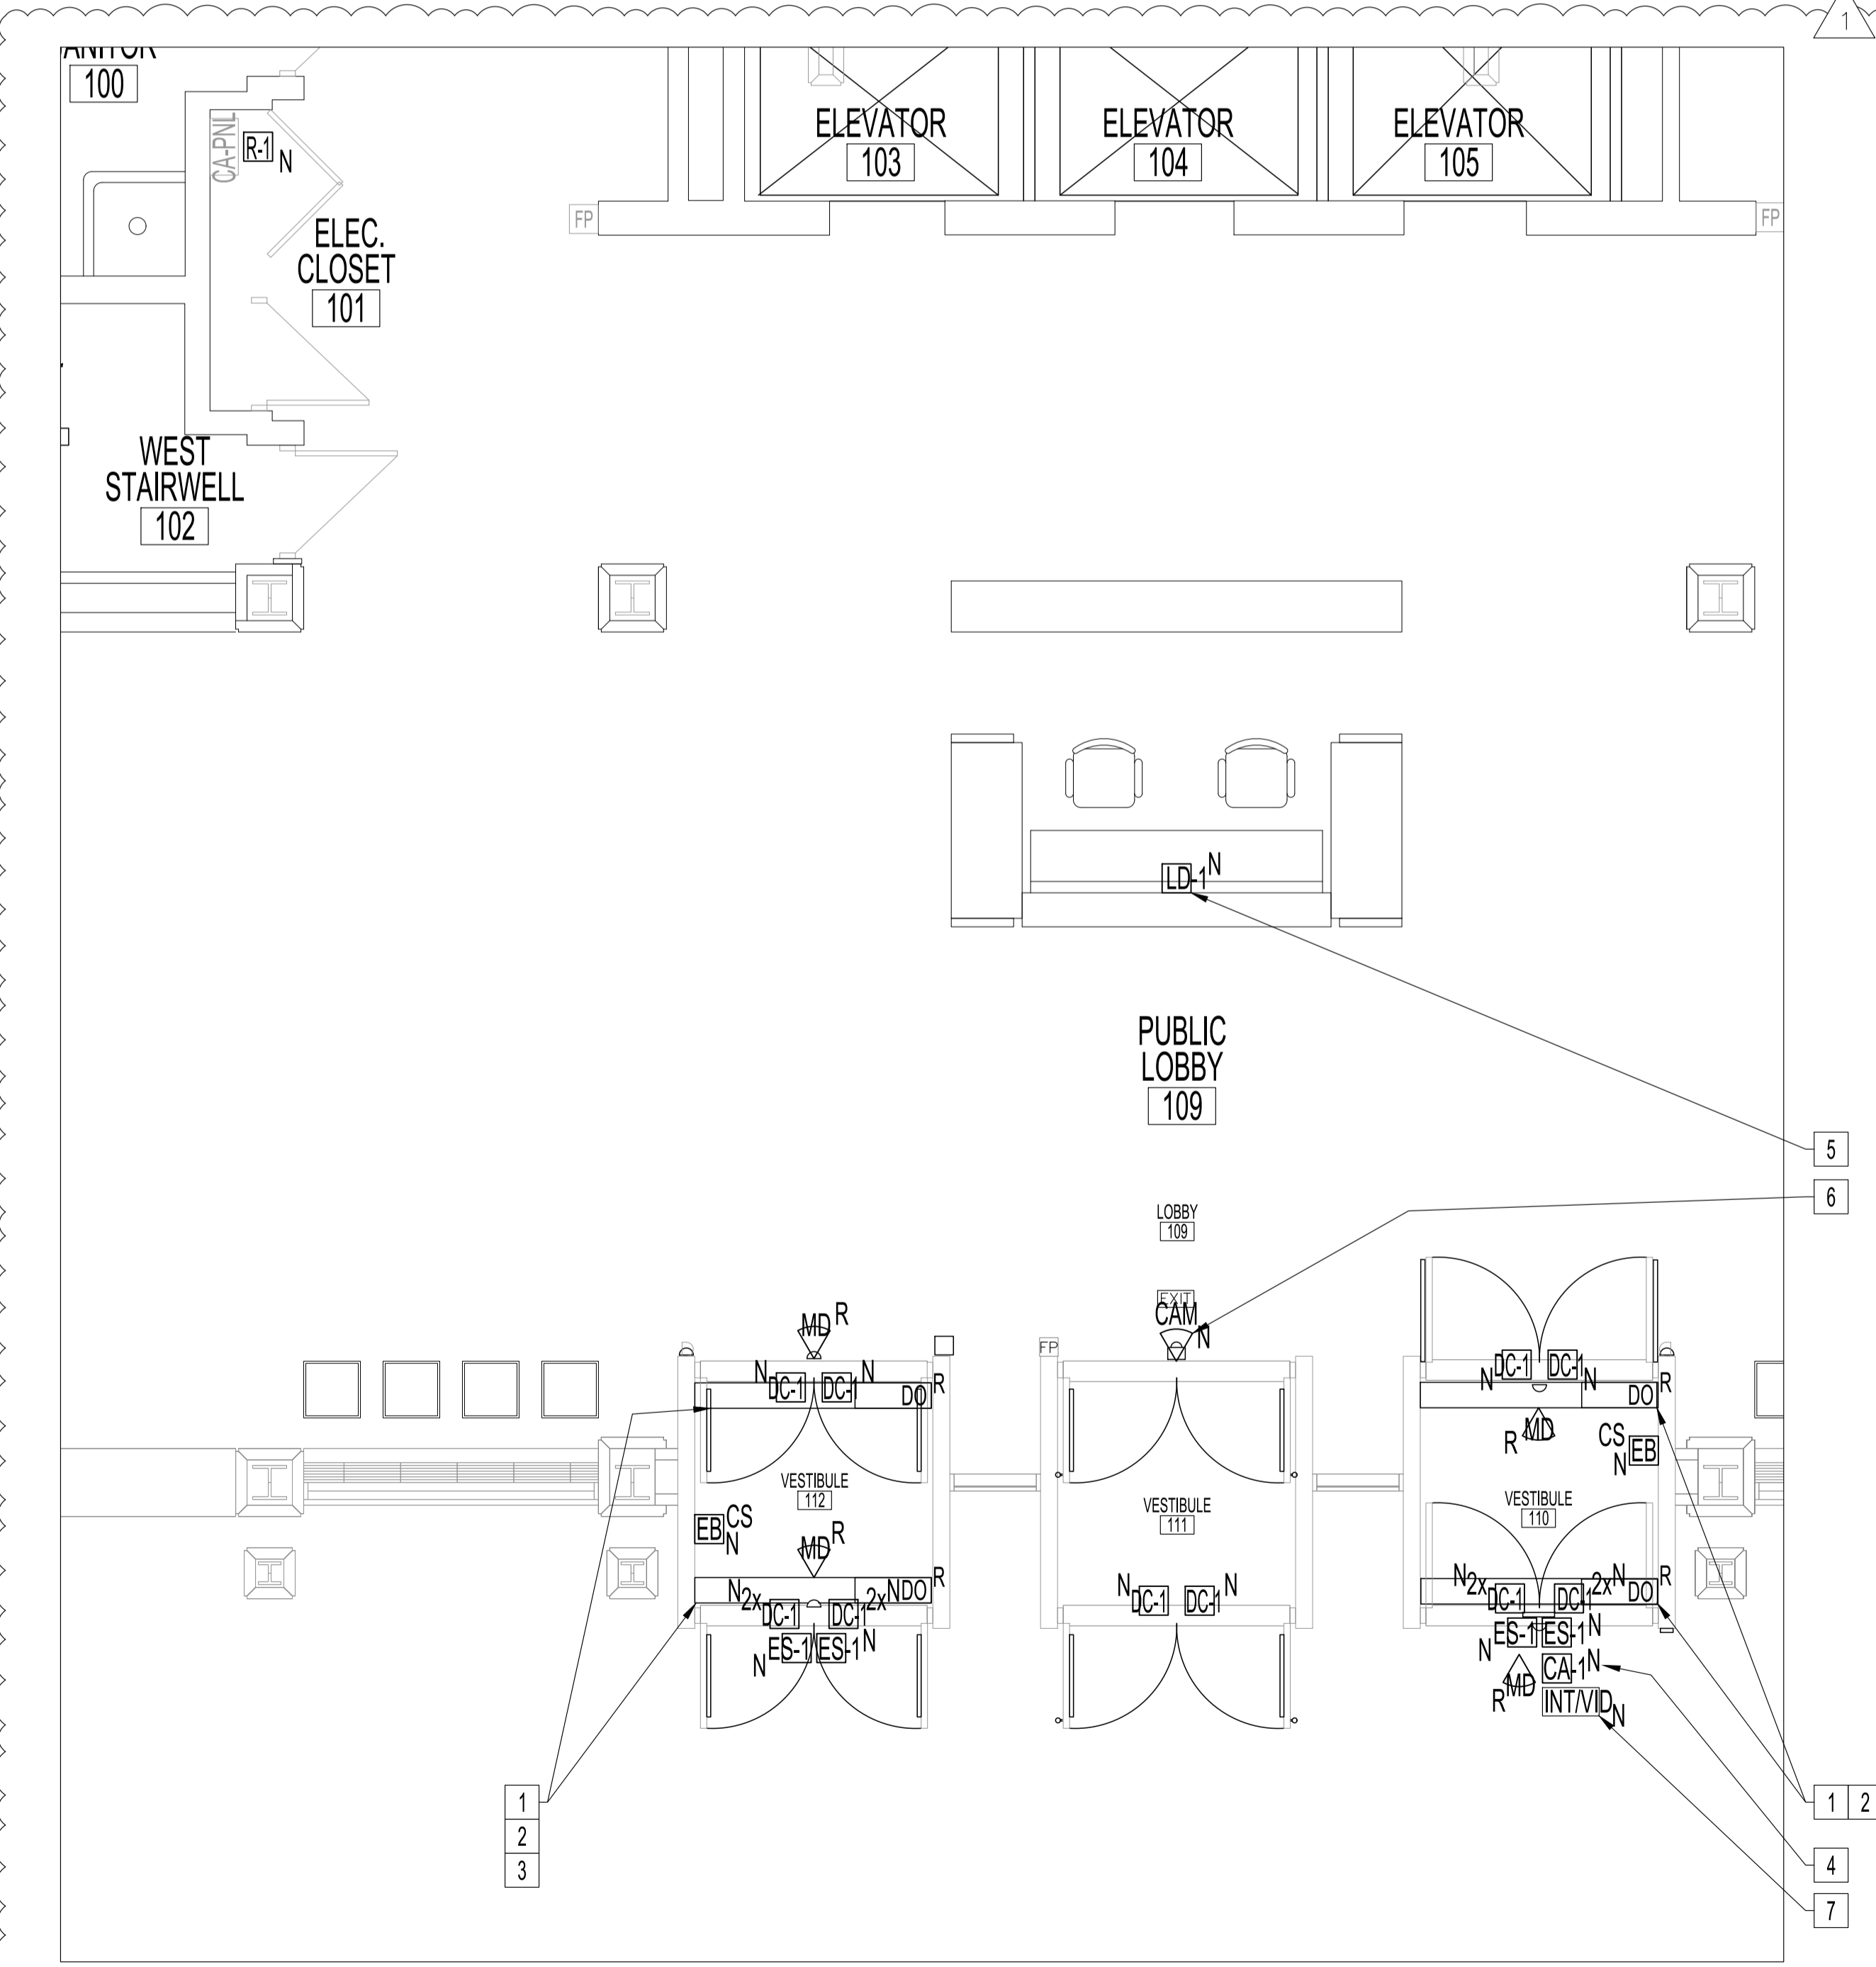 1
ANITOR
100
CA-PNL
R-1
N
ELEVATOR
103
ELEVATOR
104
ELEVATOR
105
FP
FP
ELEC.
CLOSET
101
WEST
STAIRWELL
102
LD-1
N
PUBLIC
LOBBY
109
5
6
LOBBY
109
EXIT
CAM
N
MD
R
FP
N
DC-1
DC-1
N
DO
R
N
DC-1
DC-1
N
DO
R
R
MD
CS
EB
N
VESTIBULE
112
VESTIBULE
111
VESTIBULE
110
EB
CS
N
MD
R
N
2x
DC-1
DC-1
2x
N
DO
R
N
ES-1
ES-1
N
N
DC-1
DC-1
N
N
2x
DC-1
DC-1
2x
N
DO
R
N
ES-1
ES-1
N
CA-1
N
R
MD
INT/VID
N
1
2
3
1
2
4
7